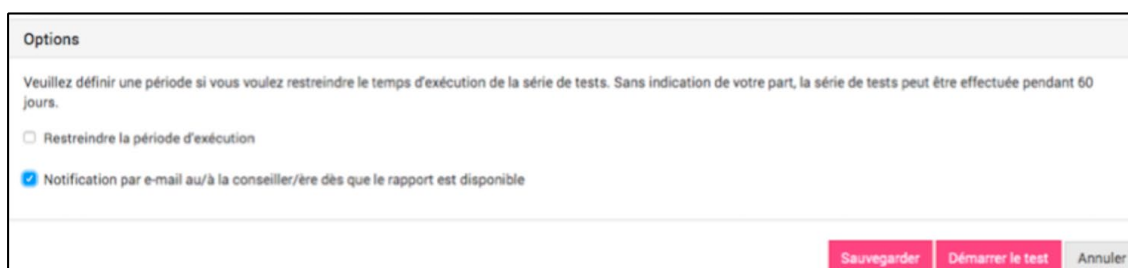 Options
Veuillez définir une période si vous voulez restreindre le temps d'exécution de la série de tests. Sans indication de votre part, la série de tests peut être effectuée pendant 60
jours.
Restreindre la période d'exécution
Notification par e-mail au/à la conseiller/ère dès que le rapport est disponible
Sauvegarder Démarrer le test Annuler